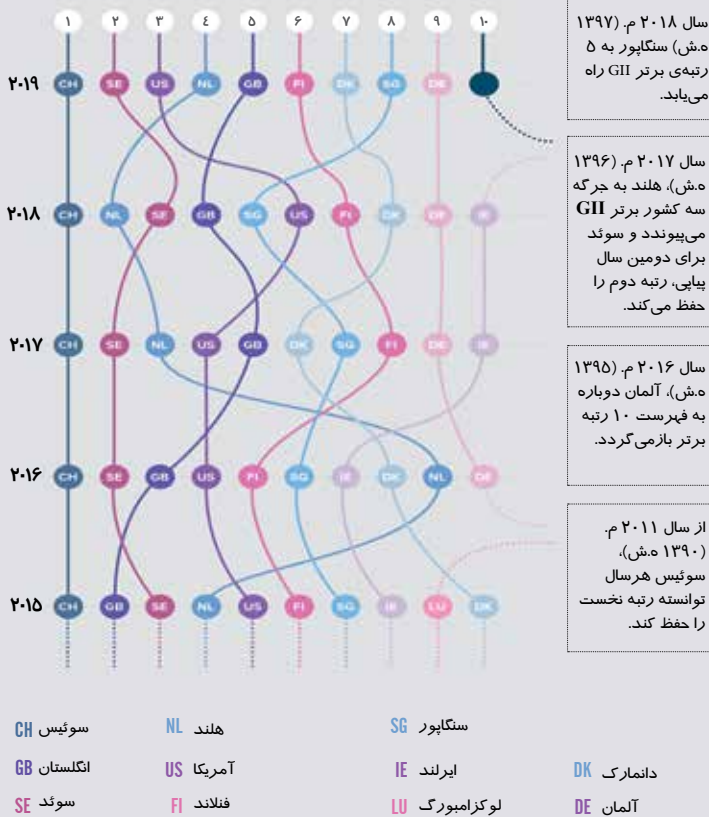 ۱ ۲ ۳ ۴ ۵ ۶ ۷ ۸ ۹ ۱۰
۲۰۱۹ CH SE US NL GB FI DK SG DE
۲۰۱۸ CH NL SE GB SG US FI DK DE IE
۲۰۱۷ CH SE NL US GB DK SG FI DE IE
۲۰۱۶ CH SE GB US FI SG IE DK NL DE
۲۰۱۵ CH GB SE NL US FI SG IE LU DK
سال ۲۰۱۸ م. (۱۳۹۷
ه.ش) سنگاپور به ۵
رتبه‌ی برتر GII راه
می‌یابد.
سال ۲۰۱۷ م. (۱۳۹۶
ه.ش)، هلند به جرگه
سه کشور برتر GII
می‌پیوندد و سوئد
برای دومین سال
پیاپی، رتبه دوم را
حفظ می‌کند.
سال ۲۰۱۶ م. (۱۳۹۵
ه.ش)، آلمان دوباره
به فهرست ۱۰ رتبه
برتر بازمی‌گردد.
از سال ۲۰۱۱ م.
(۱۳۹۰ ه.ش)،
سوئیس هرسال
توانسته رتبه نخست
را حفظ کند.
سوئیس CH
هلند NL
سنگاپور SG
انگلستان GB
آمریکا US
ایرلند IE
دانمارک DK
سوئد SE
فنلاند FI
لوکزامبورگ LU
آلمان DE